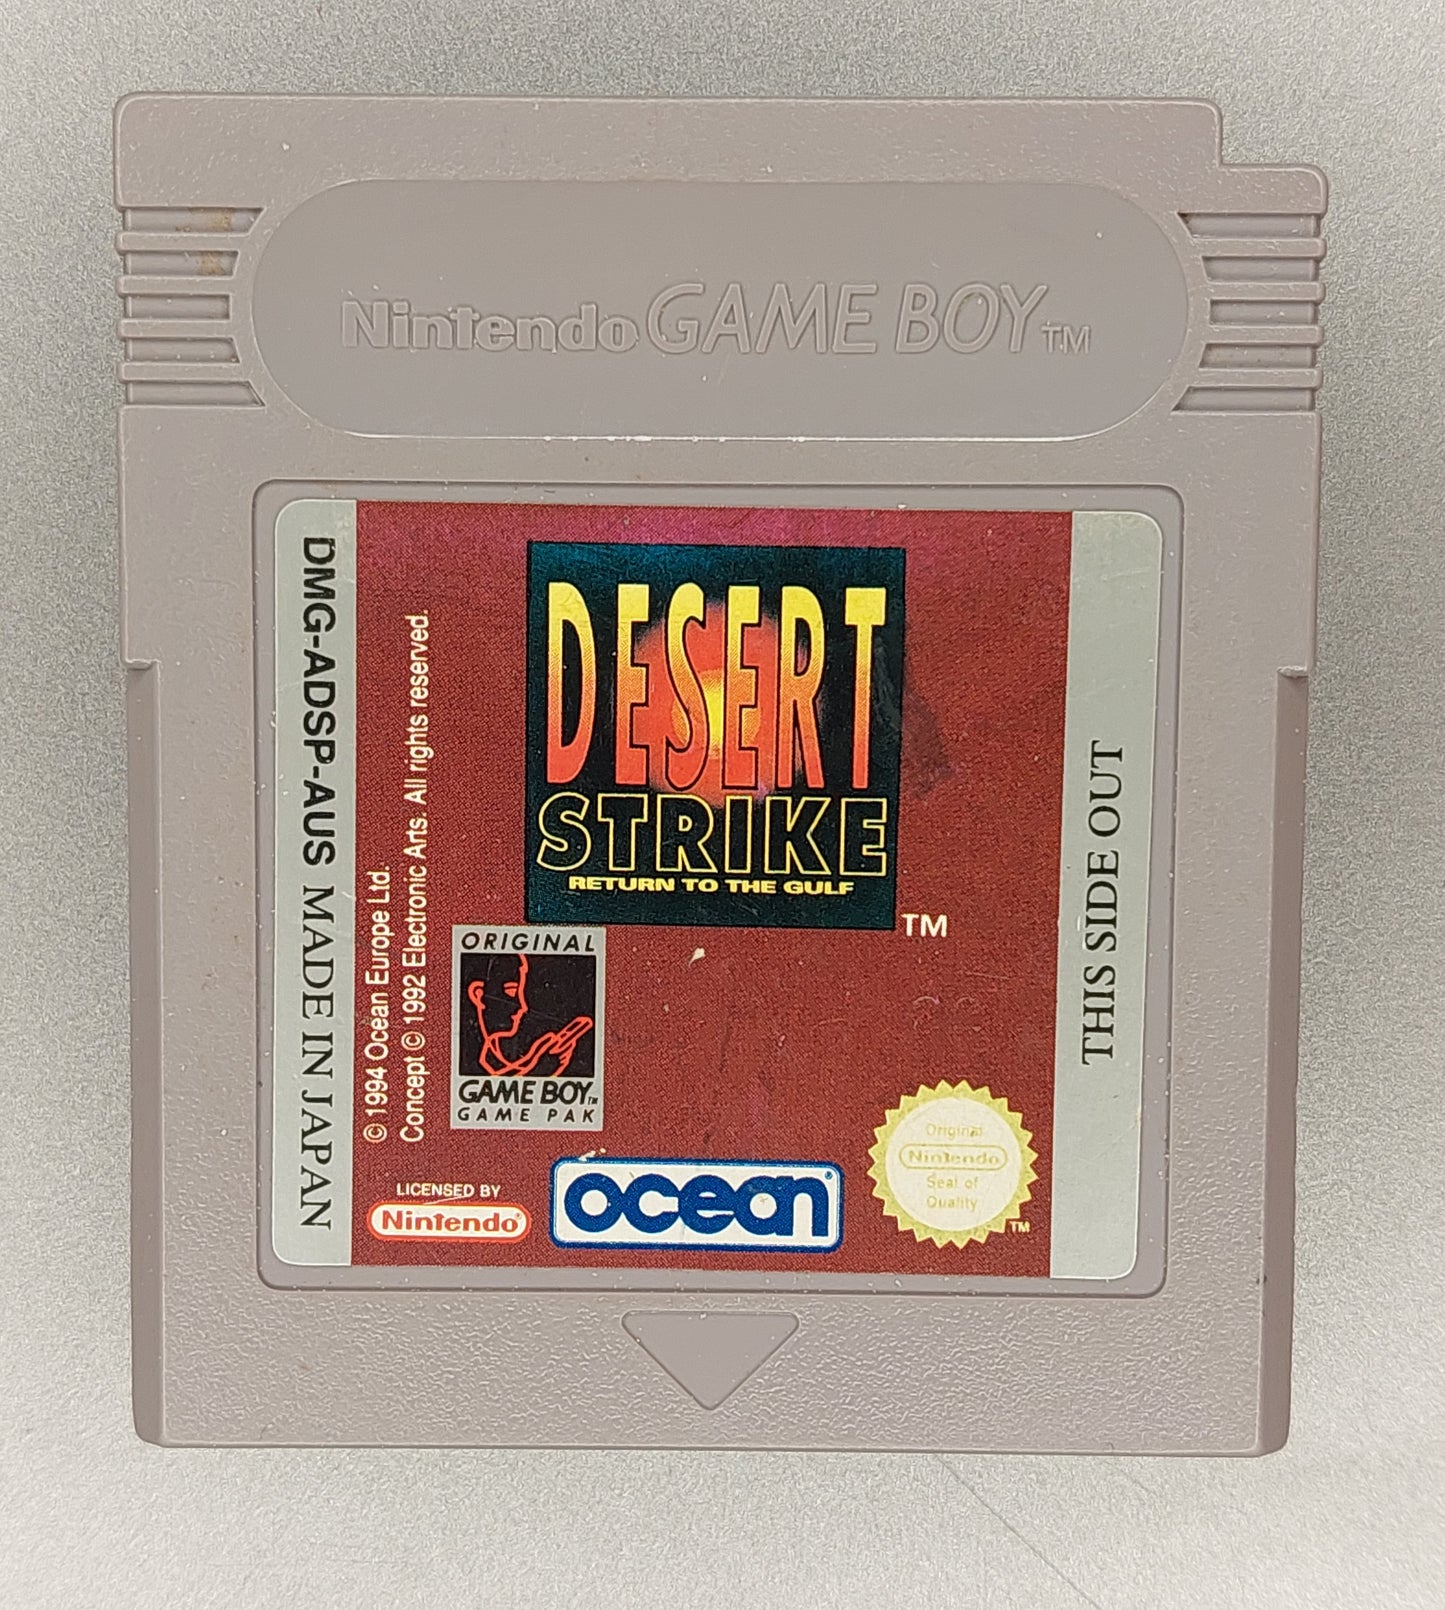 Nintendo GAME BOY TM
DMG-ADSP-AUS MADE IN JAPAN
© 1994 Ocean Europe Ltd.
Concept © 1992 Electronic Arts. All rights reserved.
DESERT
STRIKE
RETURN TO THE GULF
TM
ORIGINAL
GAME BOY TM
GAME PAK
LICENSED BY
Nintendo®
ocean®
Original
Nintendo
Seal of
Quality
TM
THIS SIDE OUT